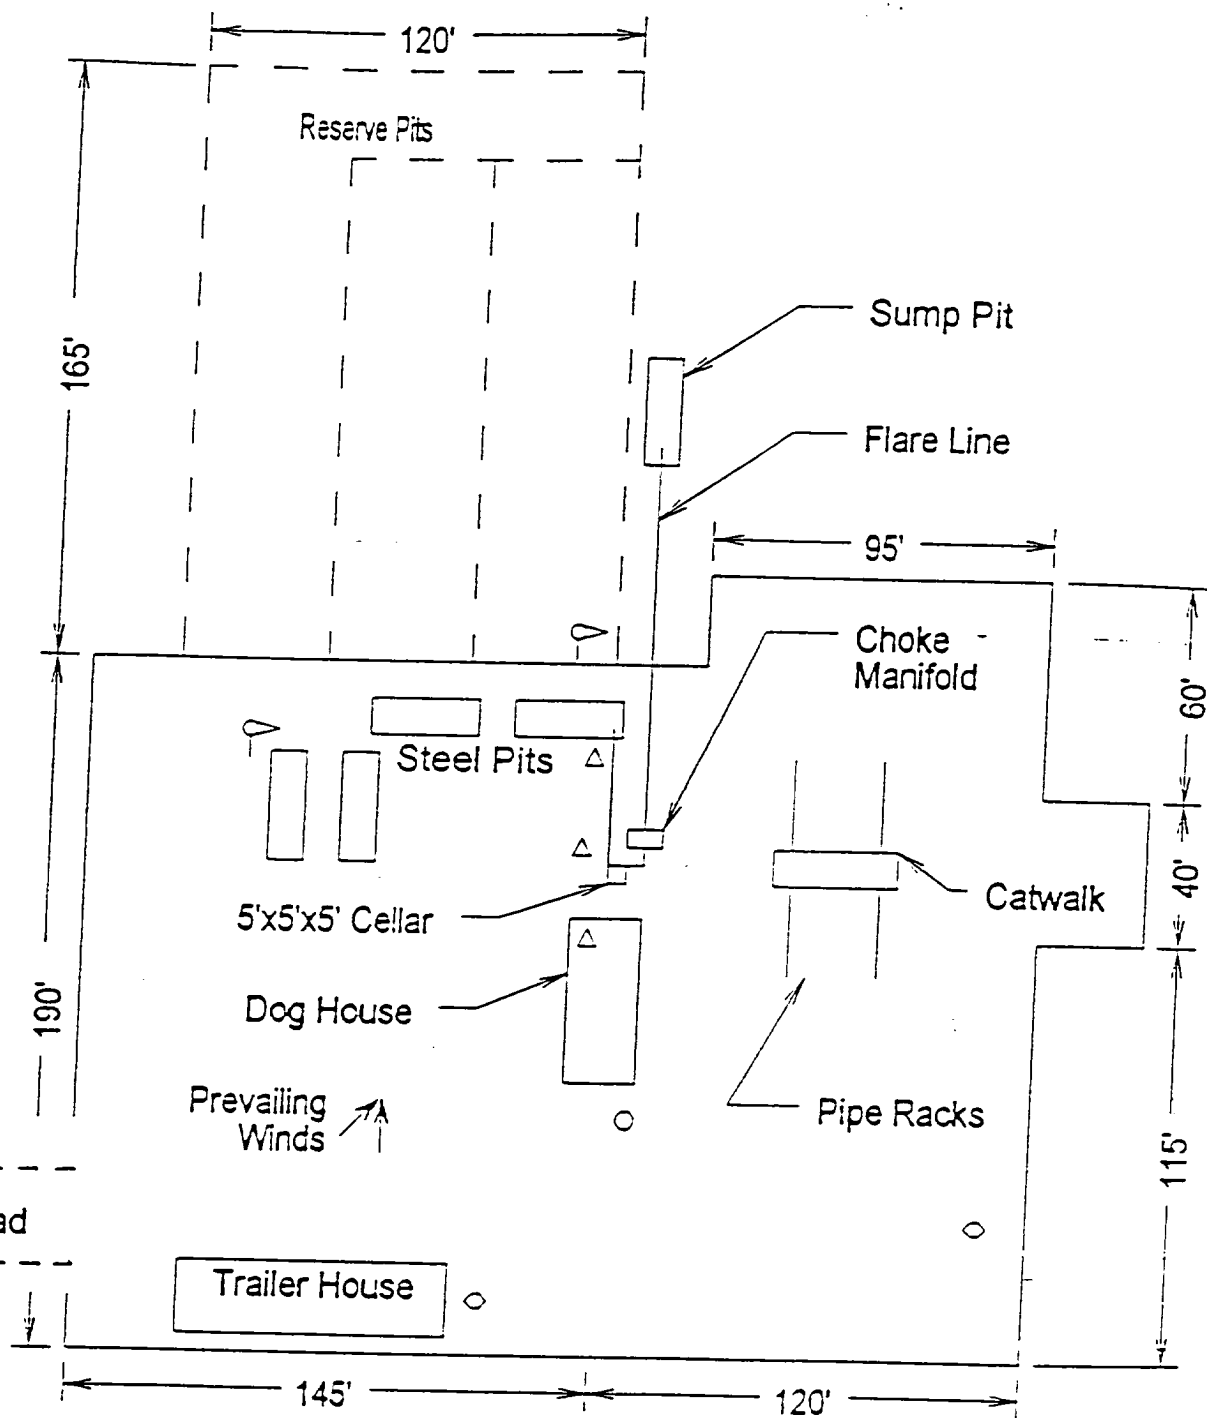 120'
Reserve Pits
Sump Pit
165'
Flare Line
95'
Choke
Manifold
60'
Steel Pits
40'
Catwalk
5'x5'x5' Cellar
190'
Dog House
Prevailing
Winds
Pipe Racks
115'
ad
Trailer House
145'
120'